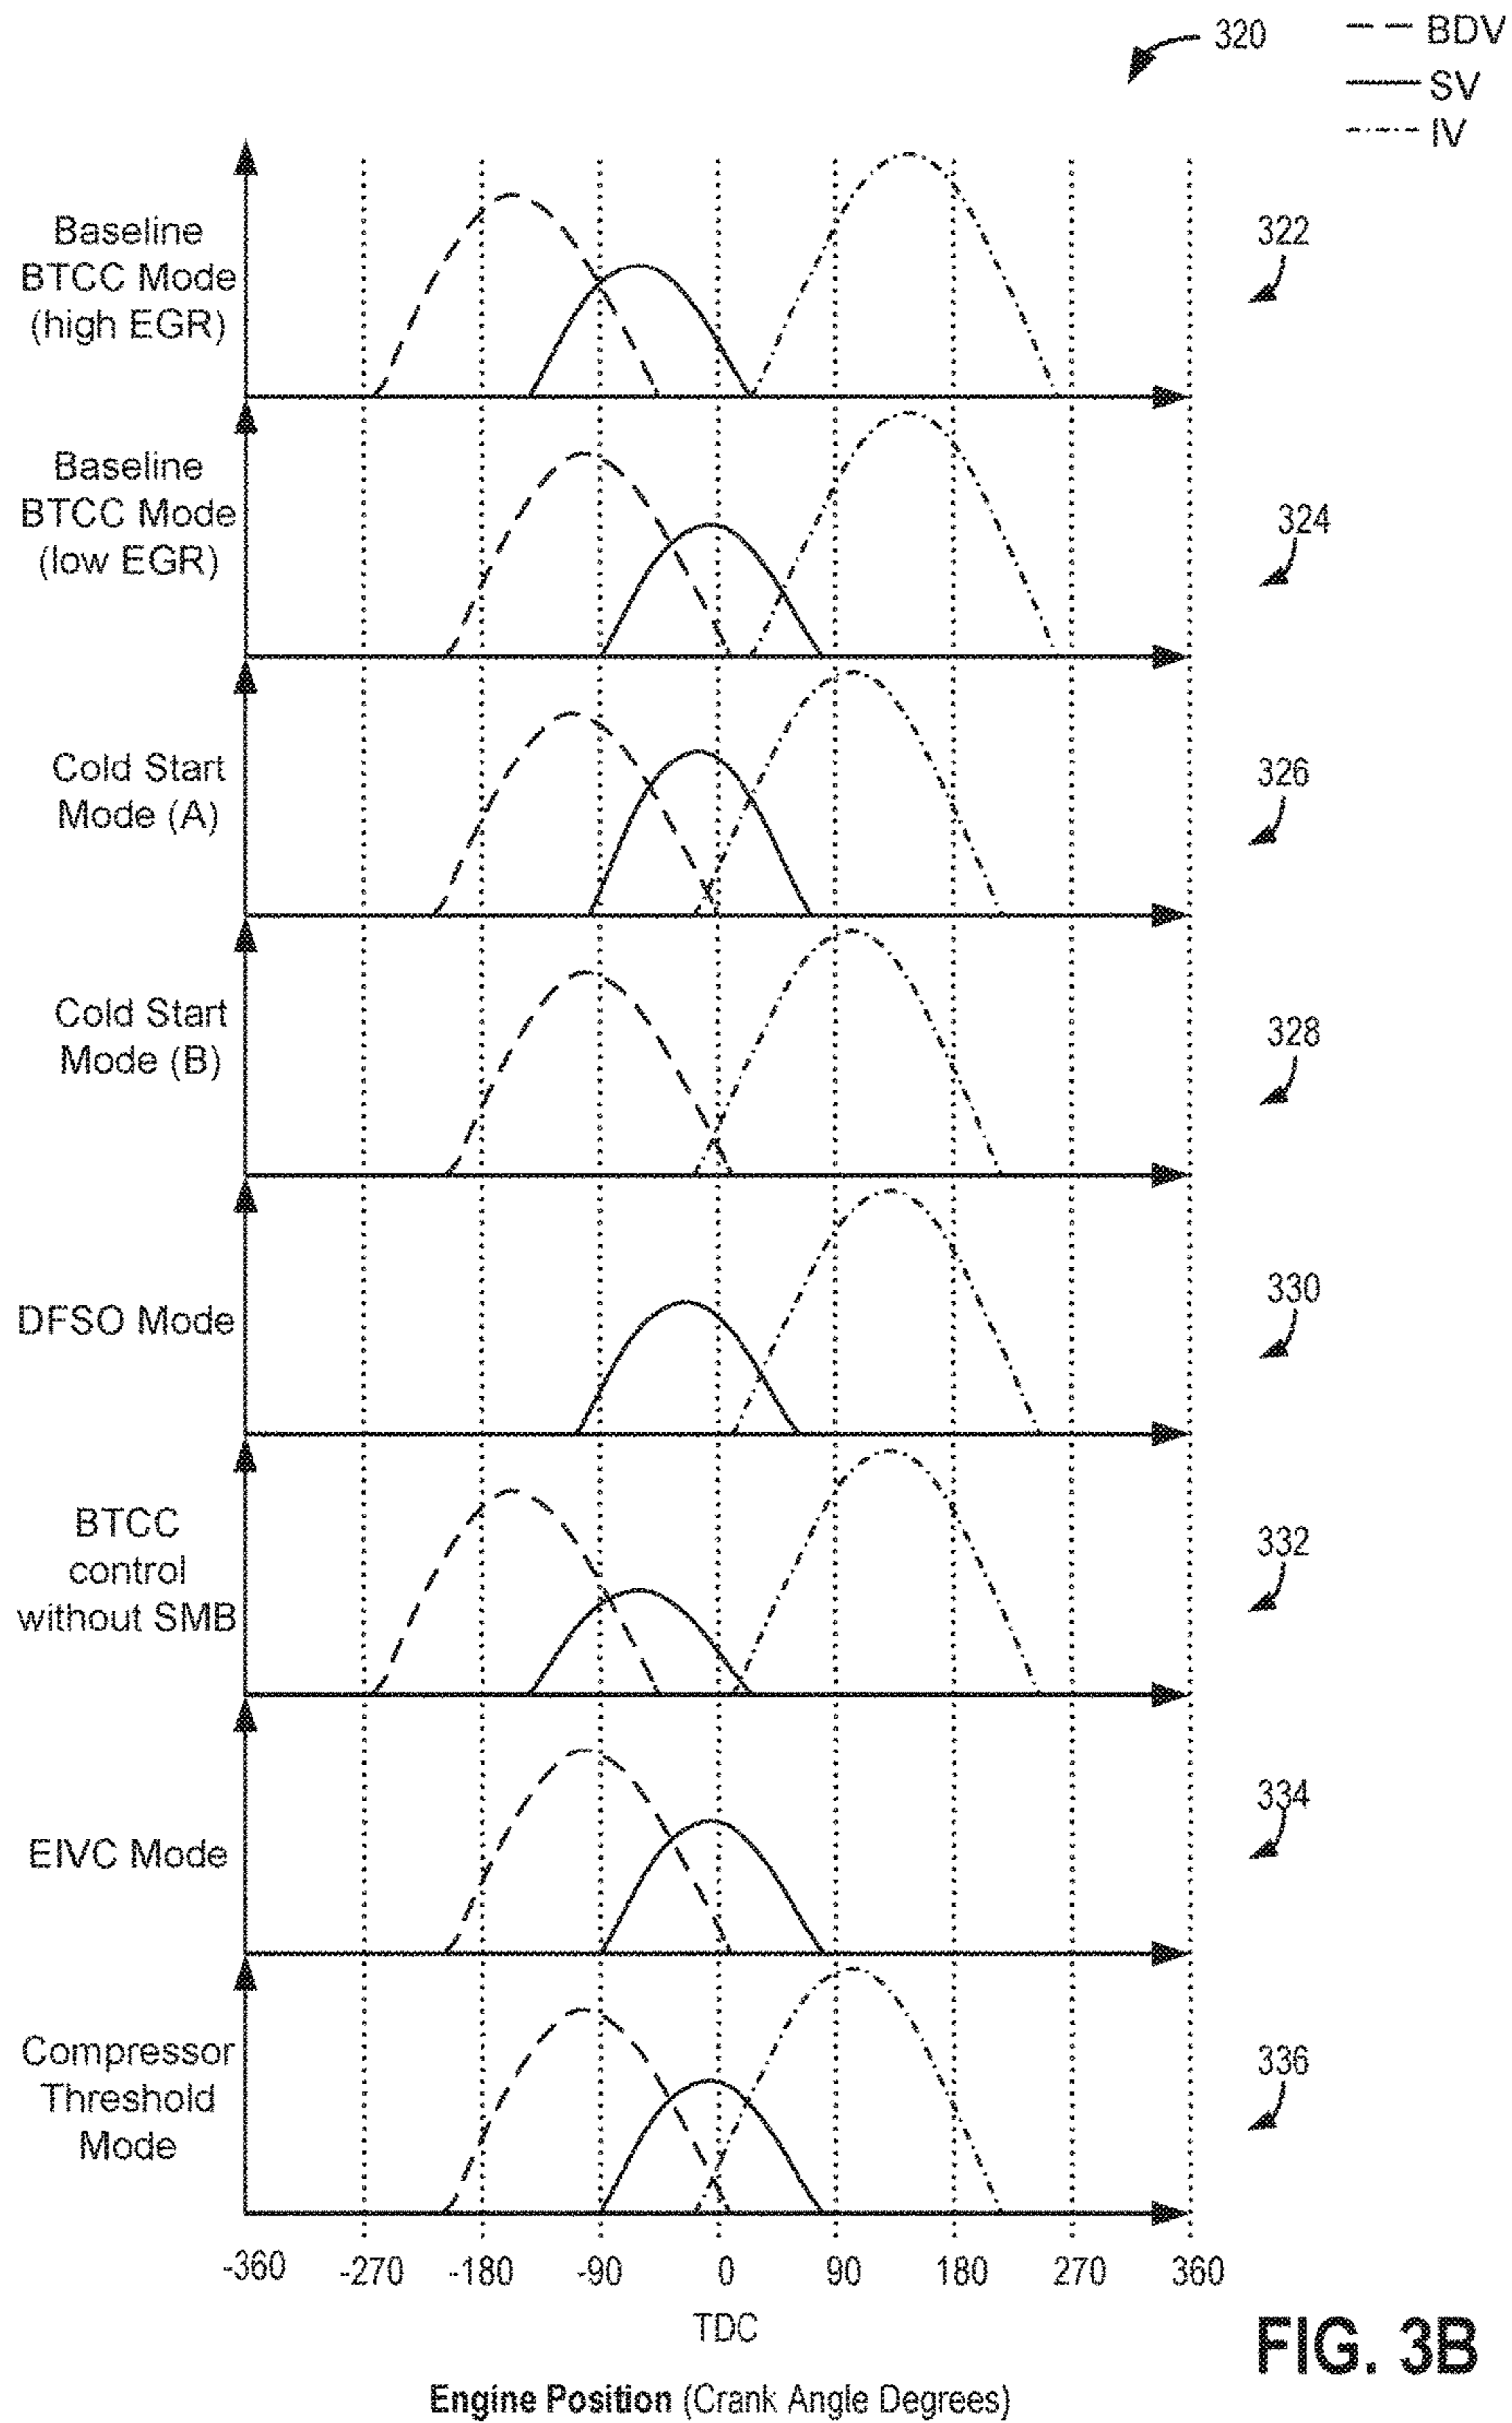 320
BDV
SV
IV
Baseline
BTCC Mode
(high EGR)
322
Baseline
BTCC Mode
(low EGR)
324
Cold Start
Mode (A)
326
Cold Start
Mode (B)
328
DFSO Mode
330
BTCC
control
without SMB
332
EIVC Mode
334
Compressor
Threshold
Mode
336
-360 -270 -180 -90 0 90 180 270 360
TDC
Engine Position (Crank Angle Degrees)
FIG. 3B